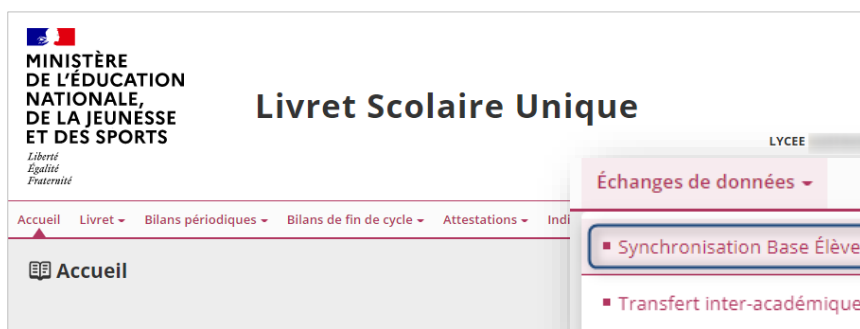 MINISTÈRE
DE L'ÉDUCATION
NATIONALE,
DE LA JEUNESSE
ET DES SPORTS
Liberté
Égalité
Fraternité
Livret Scolaire Unique
LYCEE
Échanges de données
Accueil Livret Bilans périodiques Bilans de fin de cycle Attestations Indi
Synchronisation Base Élève
Accueil
Transfert inter-académique